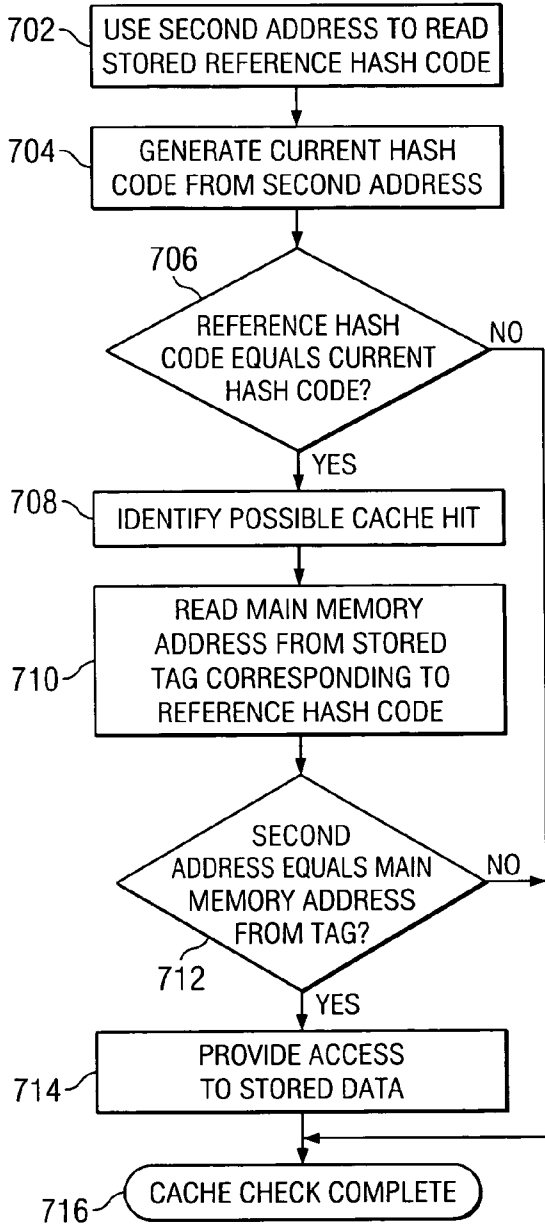 702
USE SECOND ADDRESS TO READ
STORED REFERENCE HASH CODE
704
GENERATE CURRENT HASH
CODE FROM SECOND ADDRESS
706
REFERENCE HASH
CODE EQUALS CURRENT
HASH CODE?
NO
YES
708
IDENTIFY POSSIBLE CACHE HIT
710
READ MAIN MEMORY
ADDRESS FROM STORED
TAG CORRESPONDING TO
REFERENCE HASH CODE
SECOND
ADDRESS EQUALS MAIN
MEMORY ADDRESS
FROM TAG?
NO
712
YES
714
PROVIDE ACCESS
TO STORED DATA
716
CACHE CHECK COMPLETE